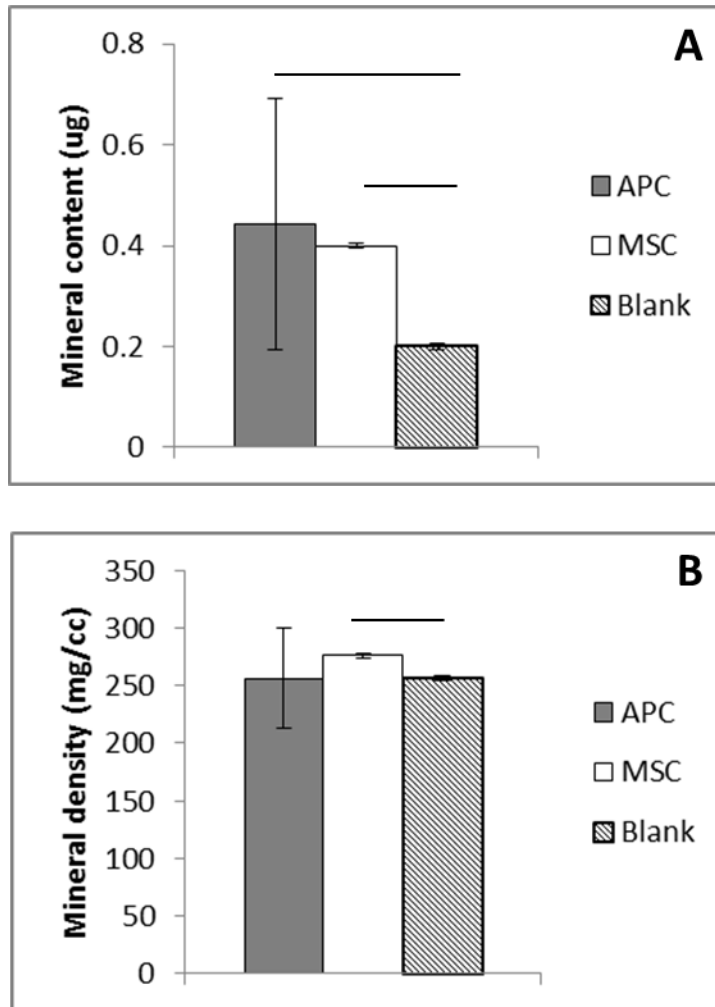 A
Mineral content (ug)
0.8
0.6
0.4
0.2
0
APC
MSC
Blank
B
Mineral density (mg/cc)
350
300
250
200
150
100
50
0
APC
MSC
Blank